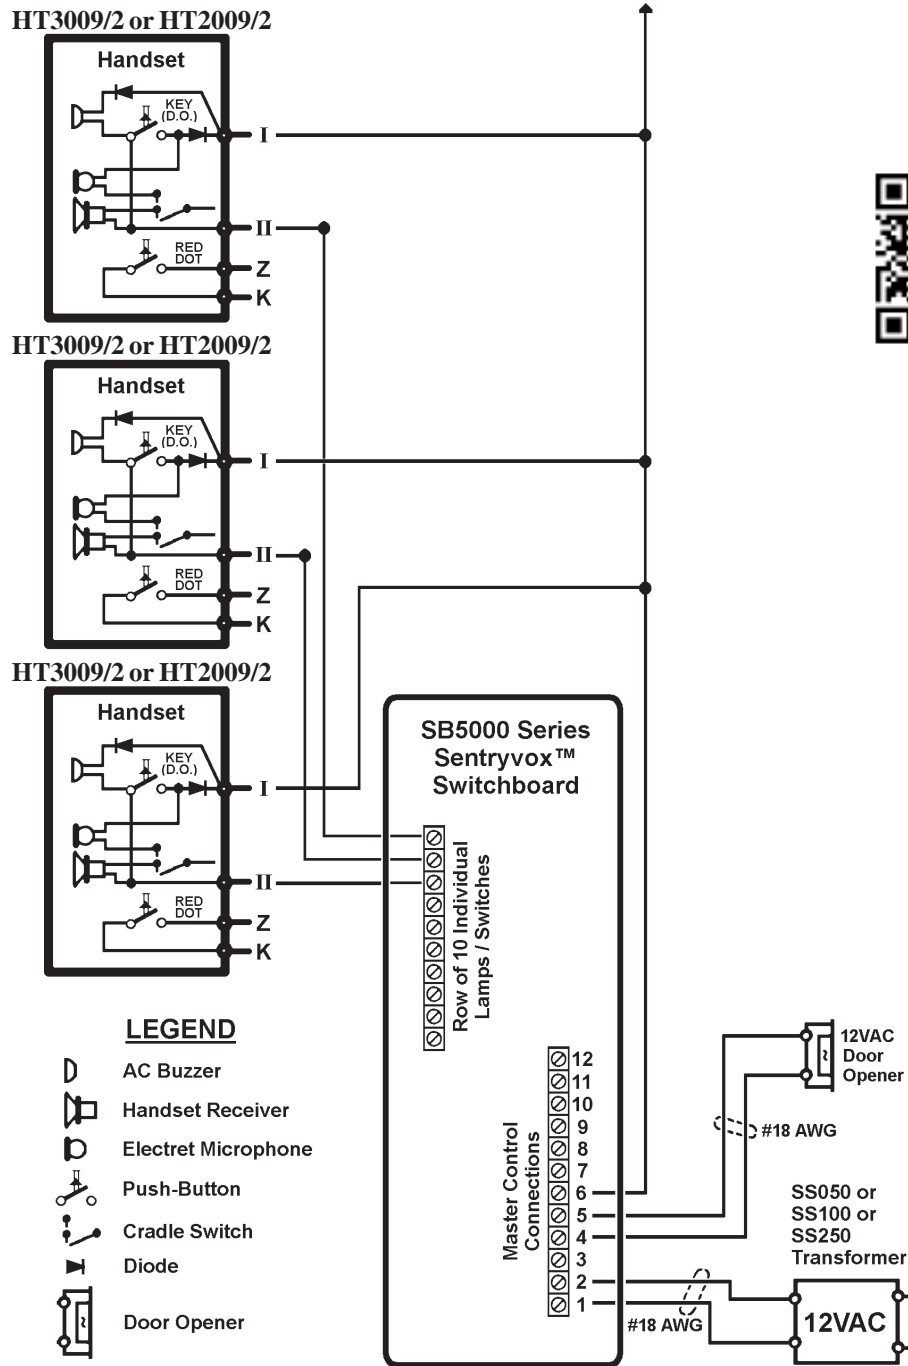 HT3009/2 or HT2009/2
Handset
KEY
(D.O.)
I
II
RED
DOT
Z
K
HT3009/2 or HT2009/2
Handset
KEY
(D.O.)
I
II
RED
DOT
Z
K
HT3009/2 or HT2009/2
Handset
KEY
(D.O.)
I
II
RED
DOT
Z
K
SB5000 Series
Sentryvox™
Switchboard
Row of 10 Individual
Lamps / Switches
Master Control
Connections
12
11
10
9
8
7
6
5
4
3
2
1
12VAC
Door
Opener
~
#18 AWG
SS050 or
SS100 or
SS250
Transformer
12VAC
#18 AWG
LEGEND
AC Buzzer
Handset Receiver
Electret Microphone
Push-Button
Cradle Switch
Diode
~
Door Opener